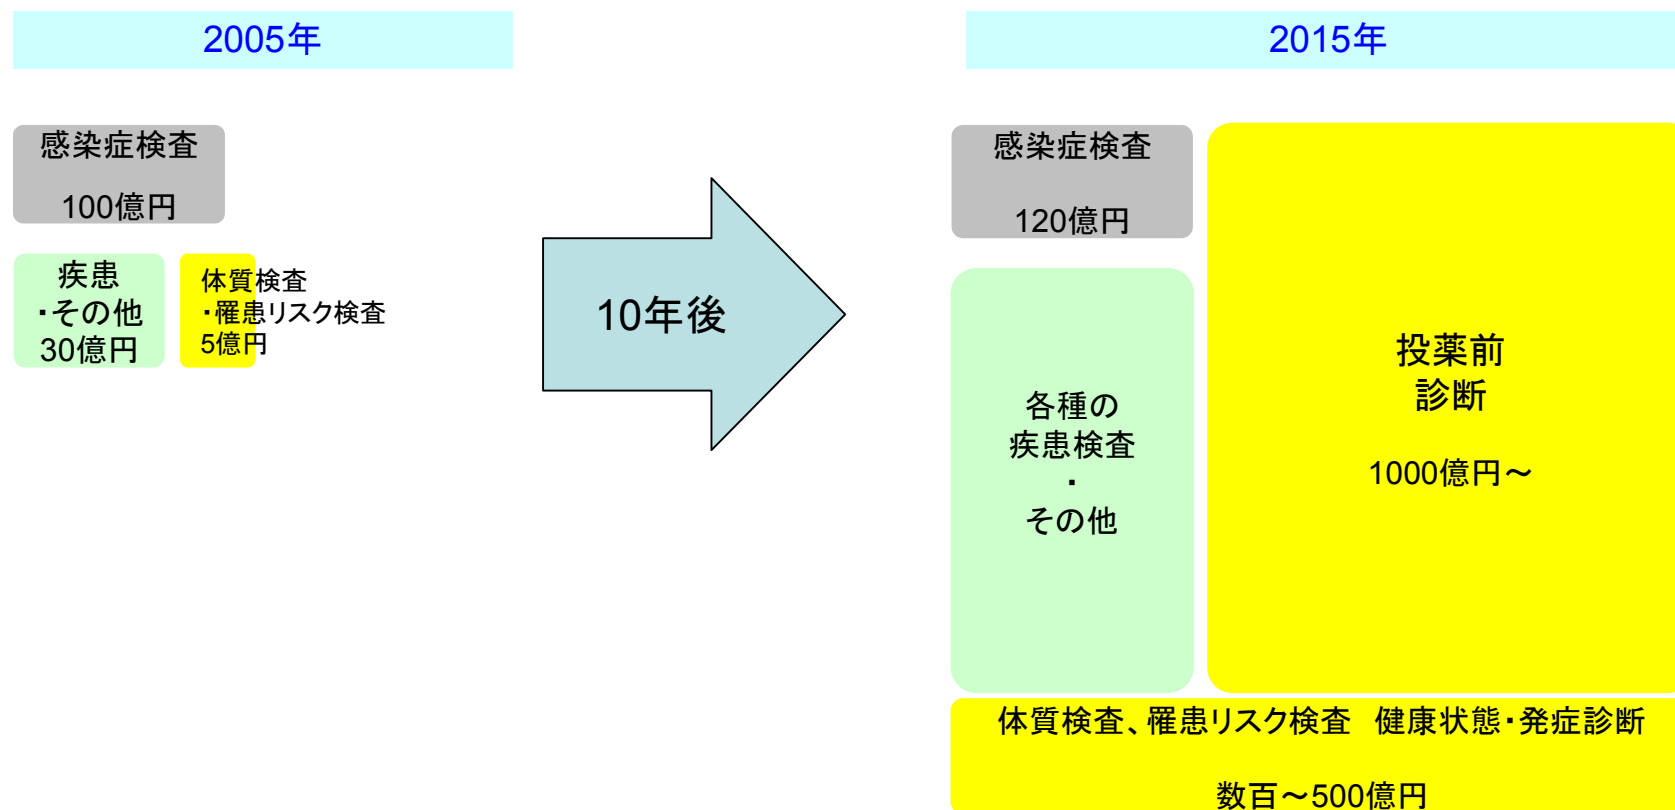 2005年
2015年
感染症検査
100億円
疾患
・その他
30億円
体質検査
・罹患リスク検査
5億円
10年後
感染症検査
120億円
各種の
疾患検査
・
その他
投薬前
診断
1000億円～
体質検査、罹患リスク検査　健康状態・発症診断
数百～500億円